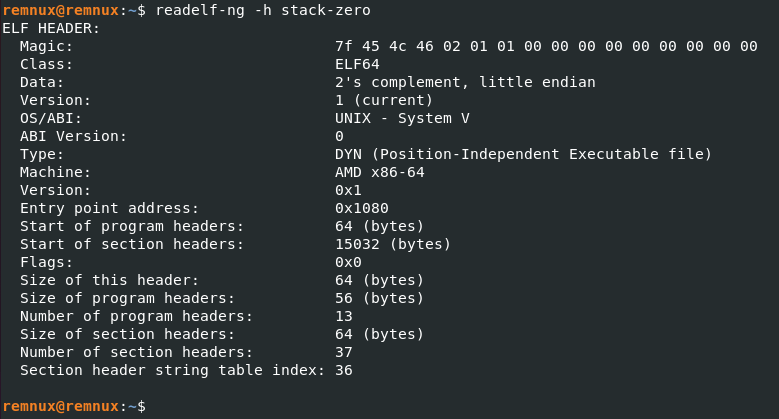 remnux@remnux:~$ readelf-ng -h stack-zero
ELF HEADER:
  Magic:                             7f 45 4c 46 02 01 01 00 00 00 00 00 00 00 00 00
  Class:                             ELF64
  Data:                              2's complement, little endian
  Version:                           1 (current)
  OS/ABI:                            UNIX - System V
  ABI Version:                       0
  Type:                              DYN (Position-Independent Executable file)
  Machine:                           AMD x86-64
  Version:                           0x1
  Entry point address:               0x1080
  Start of program headers:          64 (bytes)
  Start of section headers:          15032 (bytes)
  Flags:                             0x0
  Size of this header:               64 (bytes)
  Size of program headers:           56 (bytes)
  Number of program headers:         13
  Size of section headers:           64 (bytes)
  Number of section headers:         37
  Section header string table index: 36
remnux@remnux:~$